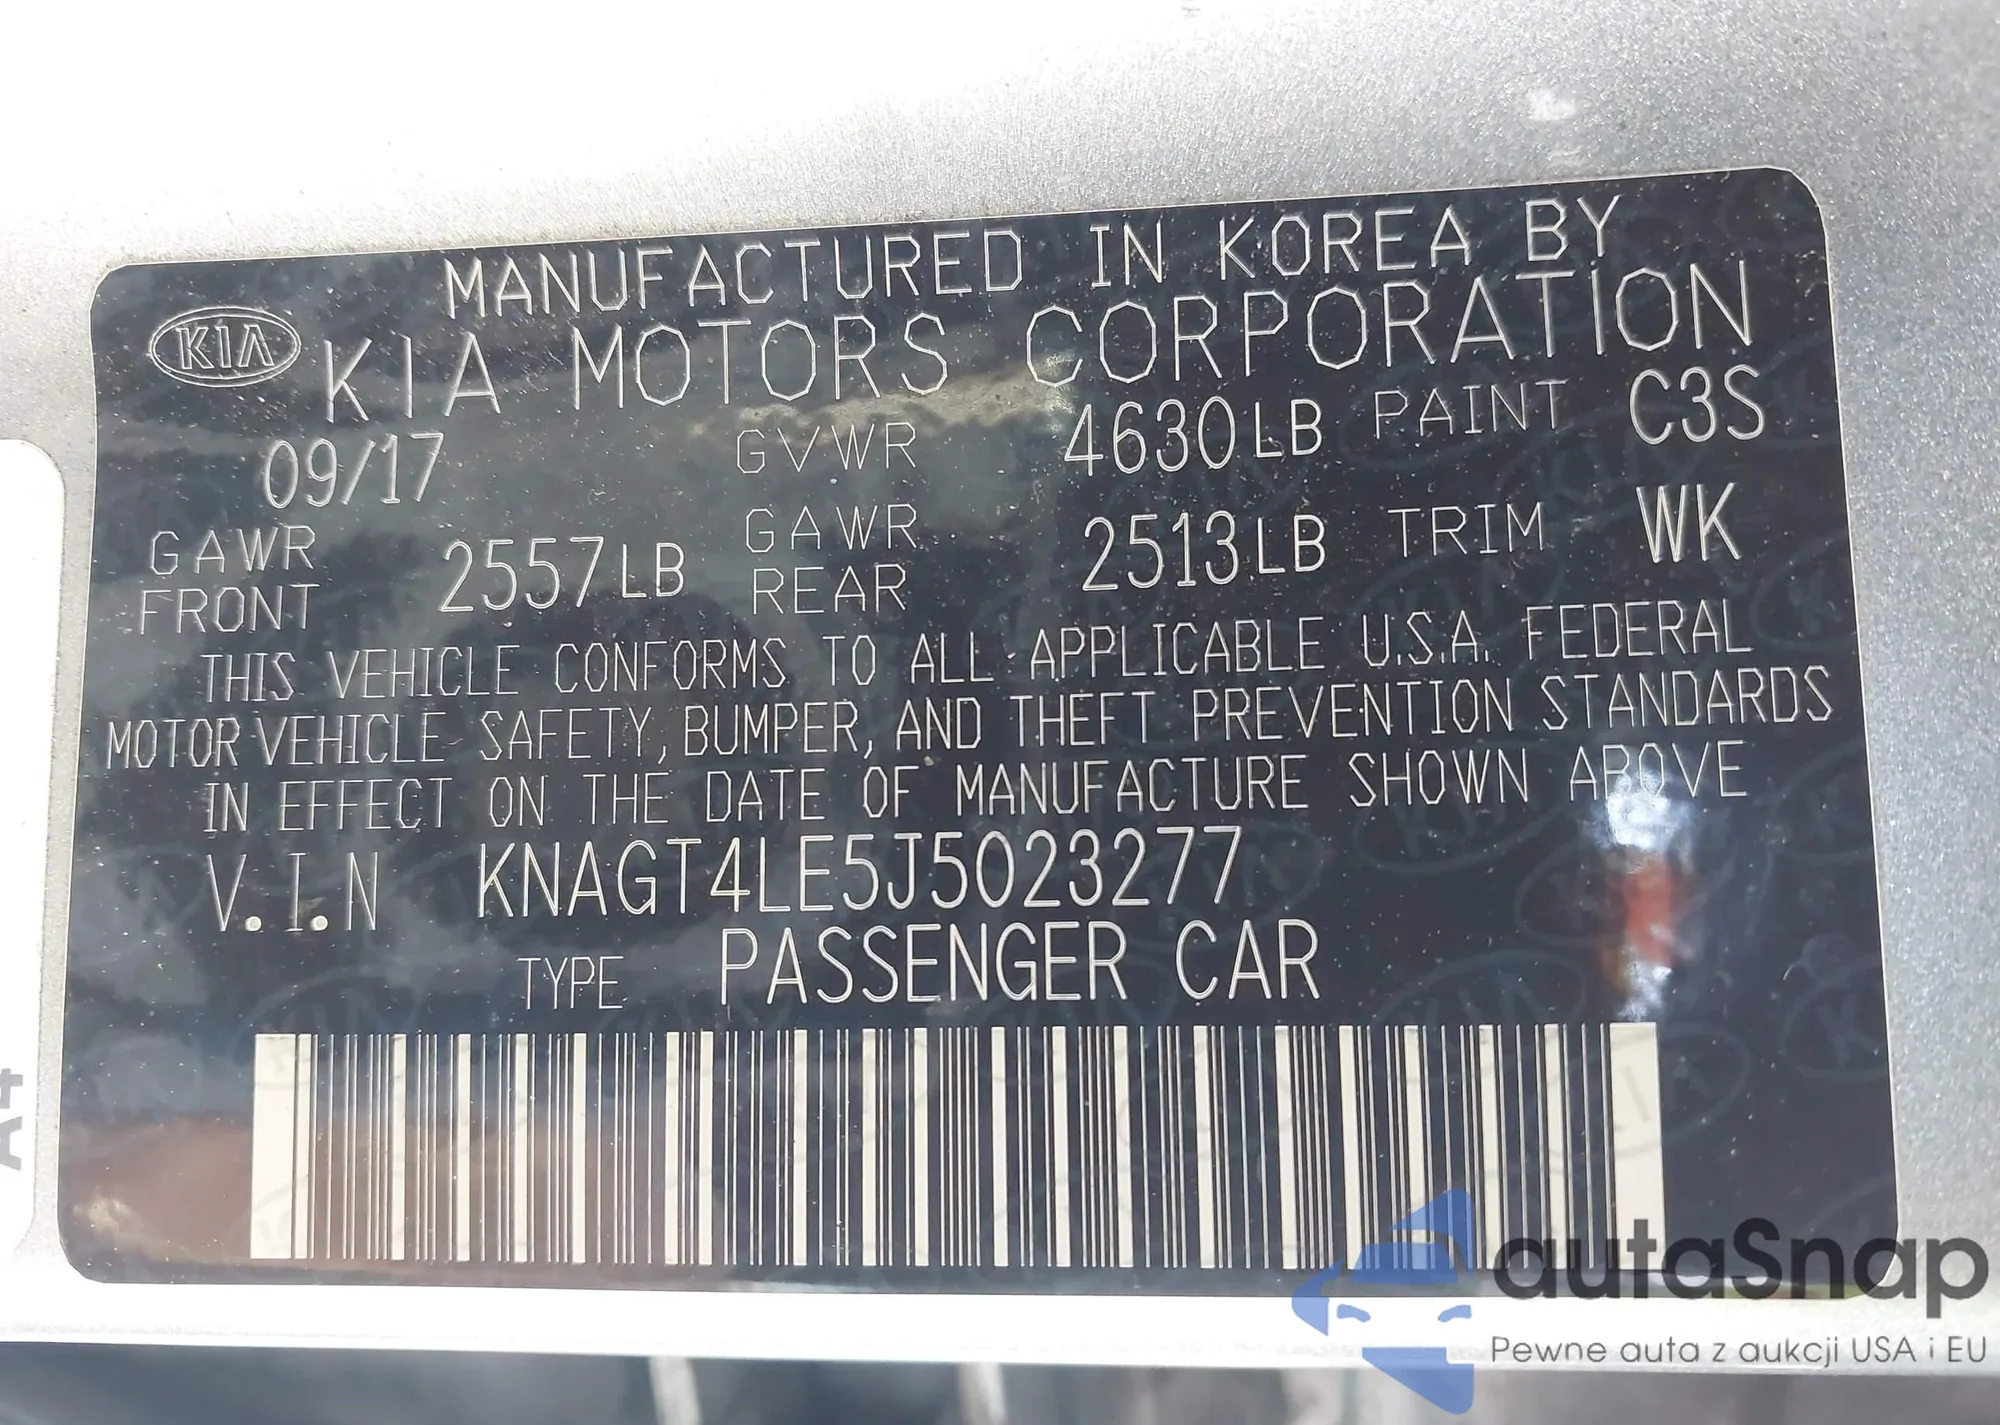 MANUFACTURED IN KOREA BY
KIA KIA MOTORS CORPORATION
09/17 GVWR 4630LB PAINT C3S
GAWR FRONT 2557LB GAWR REAR 2513LB TRIM WK
THIS VEHICLE CONFORMS TO ALL APPLICABLE U.S.A. FEDERAL
MOTOR VEHICLE SAFETY, BUMPER, AND THEFT PREVENTION STANDARDS
IN EFFECT ON THE DATE OF MANUFACTURE SHOWN ABOVE
V.I.N KNAGT4LE5J5023277
TYPE PASSENGER CAR
A4
autaSnap
Pewne auta z aukcji USA i EU